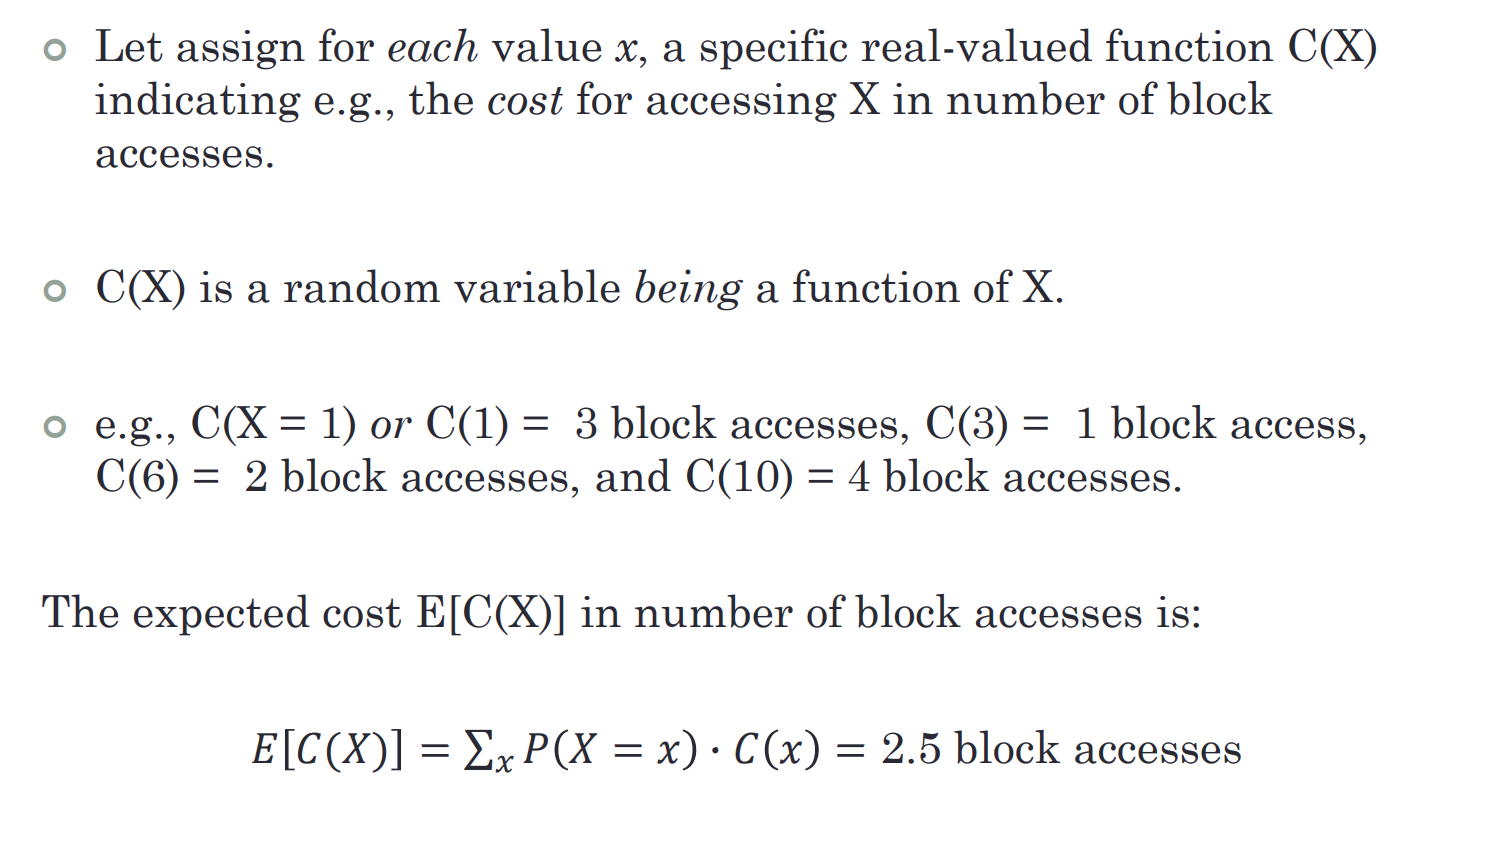 Let assign for each value x, a specific real-valued function C(X)
indicating e.g., the cost for accessing X in number of block
accesses.
C(X) is a random variable being a function of X.
e.g., C(X = 1) or C(1) = 3 block accesses, C(3) = 1 block access,
C(6) = 2 block accesses, and C(10) = 4 block accesses.
The expected cost E[C(X)] in number of block accesses is:
E[C(X)] = ∑ₓ P(X = x) · C(x) = 2.5 block accesses